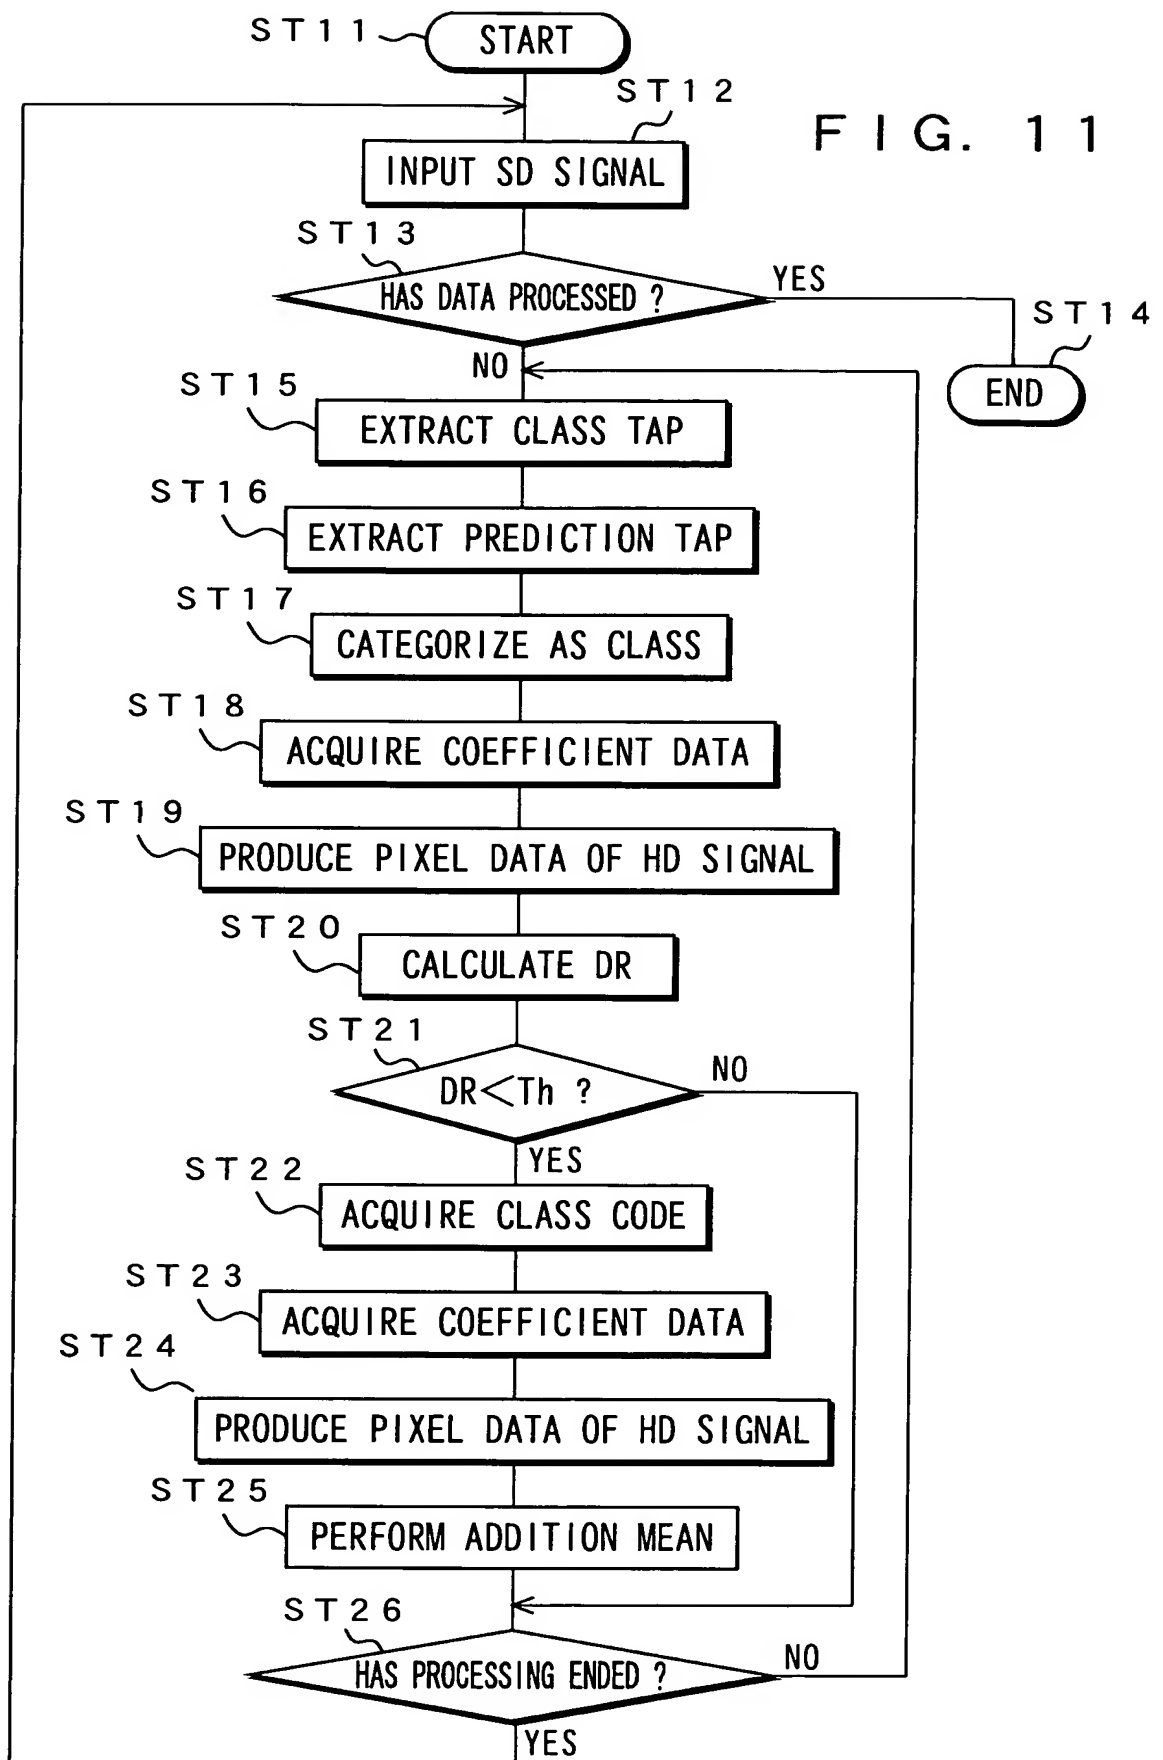 ST11
START
ST12
FIG. 11
INPUT SD SIGNAL
ST13
HAS DATA PROCESSED ?
YES
ST14
END
NO
ST15
EXTRACT CLASS TAP
ST16
EXTRACT PREDICTION TAP
ST17
CATEGORIZE AS CLASS
ST18
ACQUIRE COEFFICIENT DATA
ST19
PRODUCE PIXEL DATA OF HD SIGNAL
ST20
CALCULATE DR
ST21
DR<Th ?
NO
YES
ST22
ACQUIRE CLASS CODE
ST23
ACQUIRE COEFFICIENT DATA
ST24
PRODUCE PIXEL DATA OF HD SIGNAL
ST25
PERFORM ADDITION MEAN
ST26
HAS PROCESSING ENDED ?
NO
YES